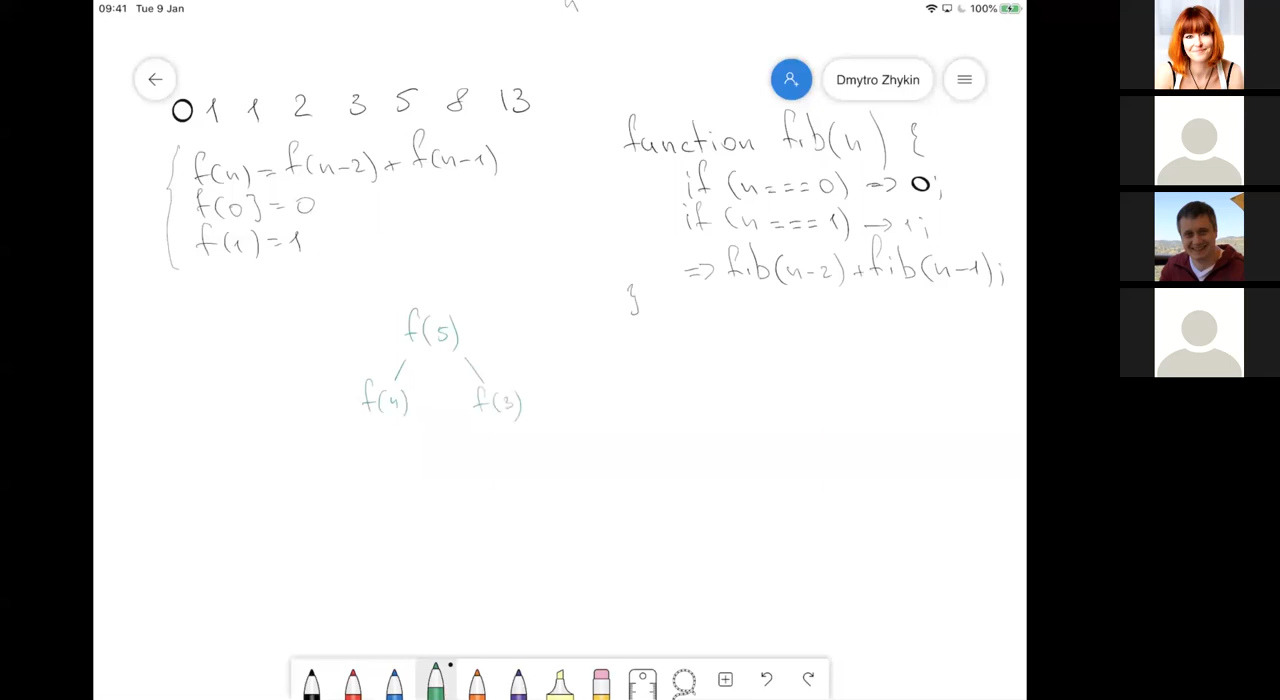 09:41 Tue 9 Jan
100%
Dmytro Zhykin
0 1 1 2 3 5 8 13
f(n) = f(n-2) + f(n-1)
f(0) = 0
f(1) = 1
function fib(n) {
if (n === 0) => 0;
if (n === 1) → 1;
=> fib(n-2) + fib(n-1);
}
f(5)
f(4) f(3)